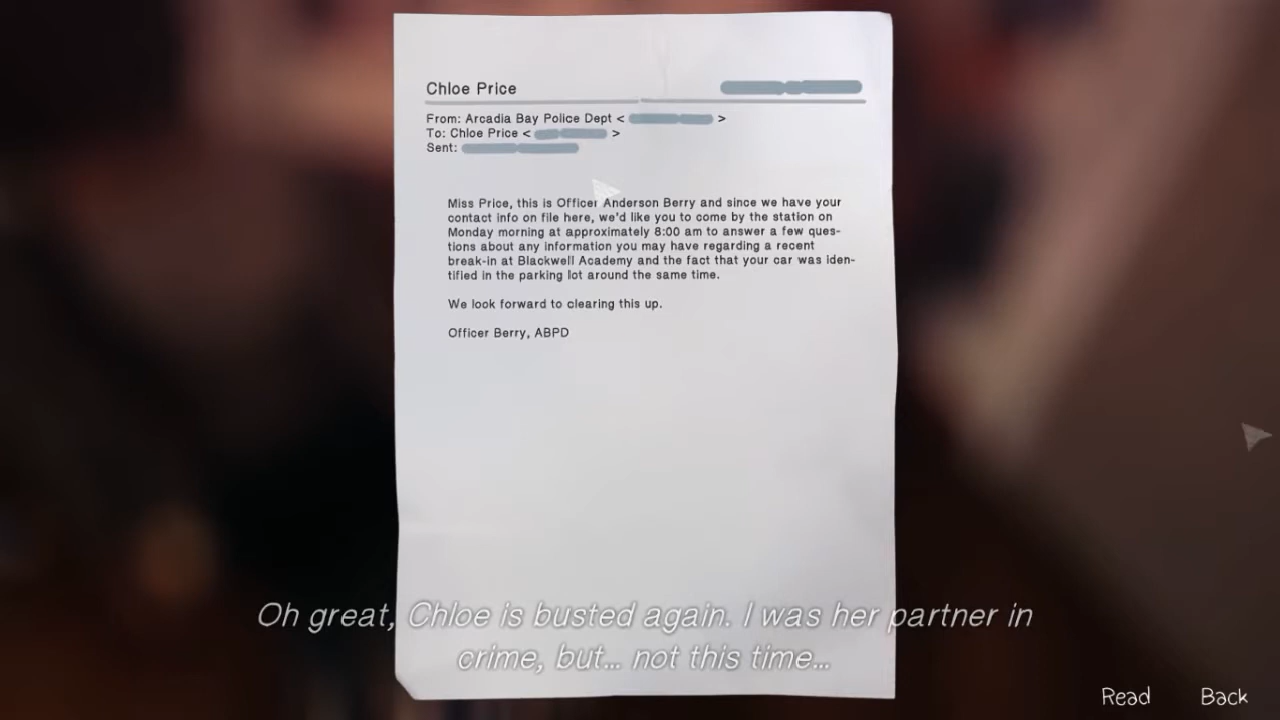 Chloe Price
From: Arcadia Bay Police Dept < >
To: Chloe Price < >
Sent:
Miss Price, this is Officer Anderson Berry and since we have your
contact info on file here, we'd like you to come by the station on
Monday morning at approximately 8:00 am to answer a few ques-
tions about any information you may have regarding a recent
break-in at Blackwell Academy and the fact that your car was iden-
tified in the parking lot around the same time.
We look forward to clearing this up.
Officer Berry, ABPD
Oh great, Chloe is busted again. I was her partner in
crime, but... not this time...
Read Back